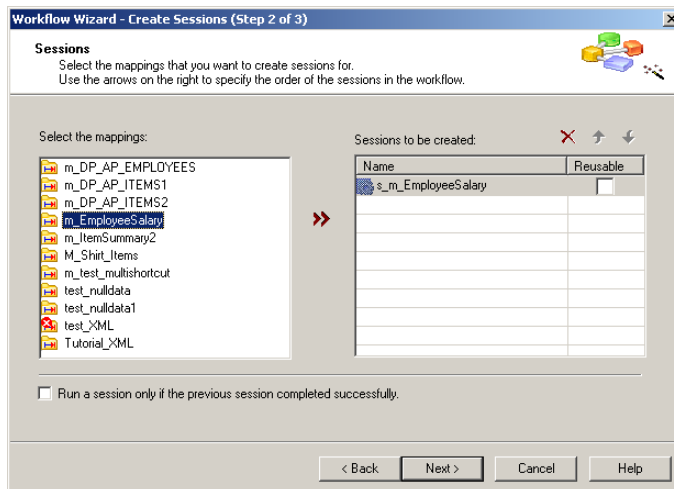 Workflow Wizard - Create Sessions (Step 2 of 3)
Sessions
Select the mappings that you want to create sessions for.
Use the arrows on the right to specify the order of the sessions in the workflow.
Select the mappings:
m_DP_AP_EMPLOYEES
m_DP_AP_ITEMS1
m_DP_AP_ITEMS2
m_EmployeeSalary
m_ItemSummary2
M_Shirt_Items
m_test_multishortcut
test_nulldata
test_nulldata1
test_XML
Tutorial_XML
Sessions to be created:
Name Reusable
s_m_EmployeeSalary
Run a session only if the previous session completed successfully.
< Back Next > Cancel Help